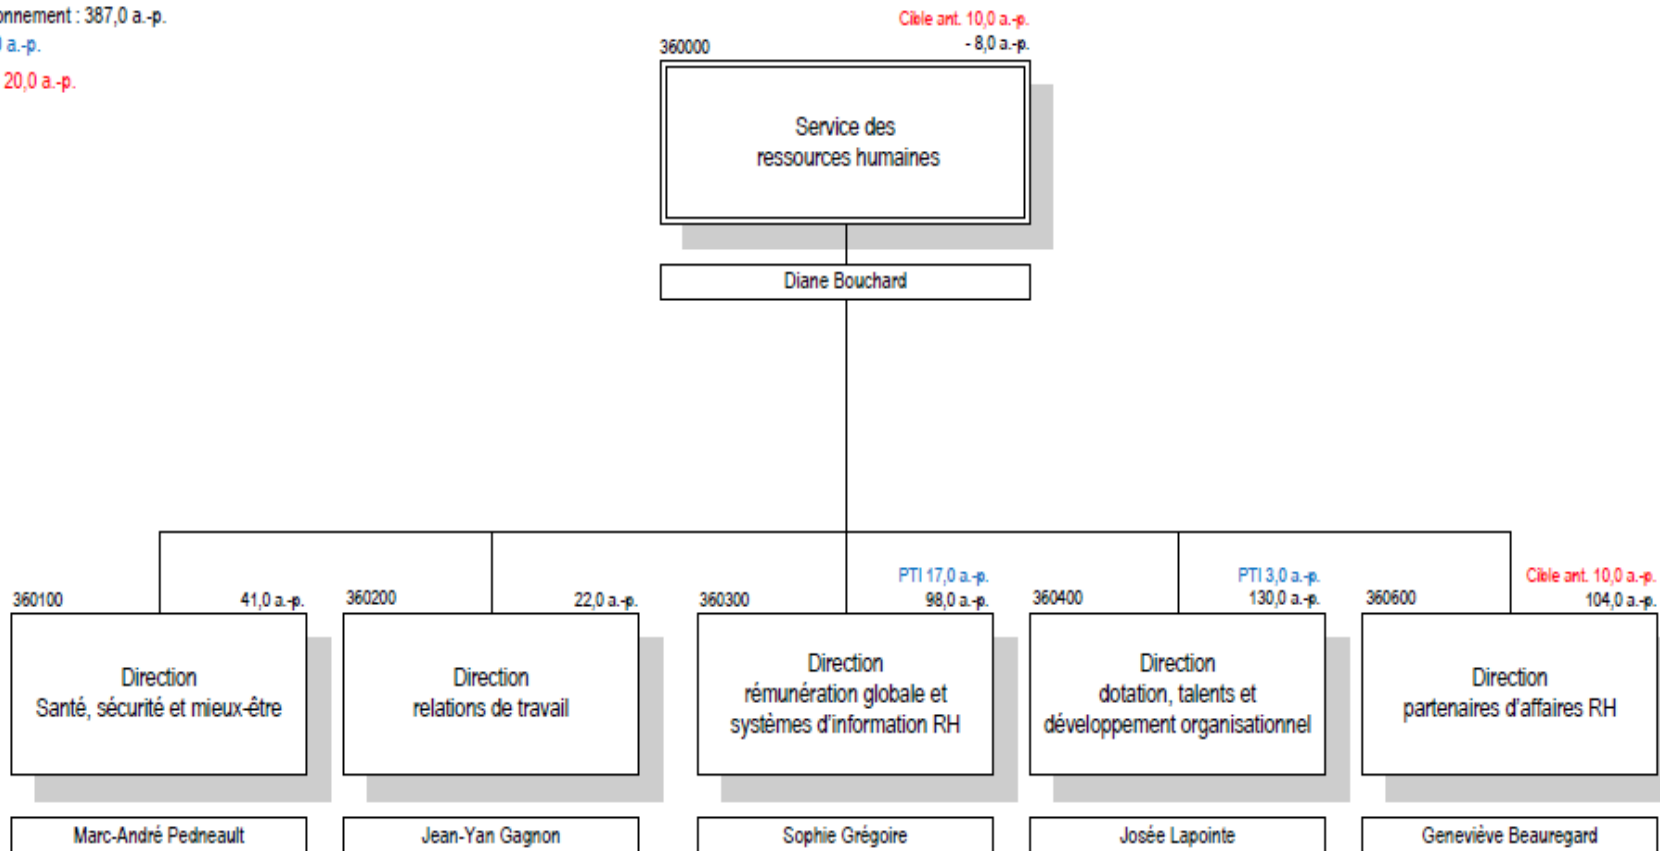 onnement : 387,0 a.-p.
0 a.-p.
20,0 a.-p.
Cible ant. 10,0 a.-p.
360000
- 8,0 a.-p.
Service des
ressources humaines
Diane Bouchard
360100
41,0 a.-p.
Direction
Santé, sécurité et mieux-être
Marc-André Pedneault
360200
22,0 a.-p.
Direction
relations de travail
Jean-Yan Gagnon
PTI 17,0 a.-p.
360300
98,0 a.-p.
Direction
rémunération globale et
systèmes d'information RH
Sophie Grégoire
PTI 3,0 a.-p.
360400
130,0 a.-p.
Direction
dotation, talents et
développement organisationnel
Josée Lapointe
Cible ant. 10,0 a.-p.
360600
104,0 a.-p.
Direction
partenaires d'affaires RH
Geneviève Beauregard